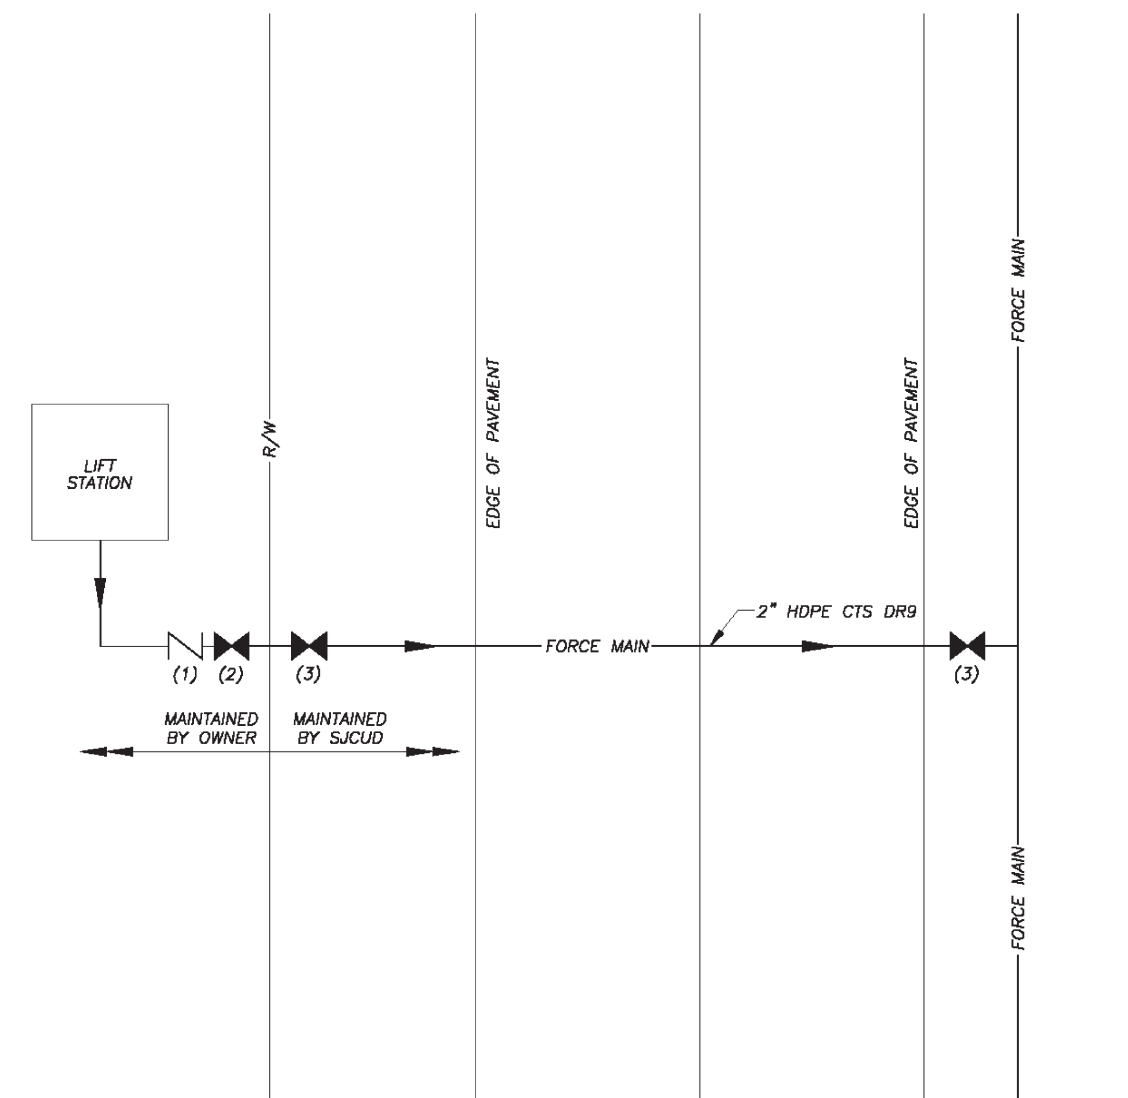 FORCE MAIN
EDGE OF PAVEMENT
EDGE OF PAVEMENT
R/W
LIFT
STATION
2" HDPE CTS DR9
FORCE MAIN
(1) (2) (3) (3)
MAINTAINED
BY OWNER
MAINTAINED
BY SJCUD
FORCE MAIN